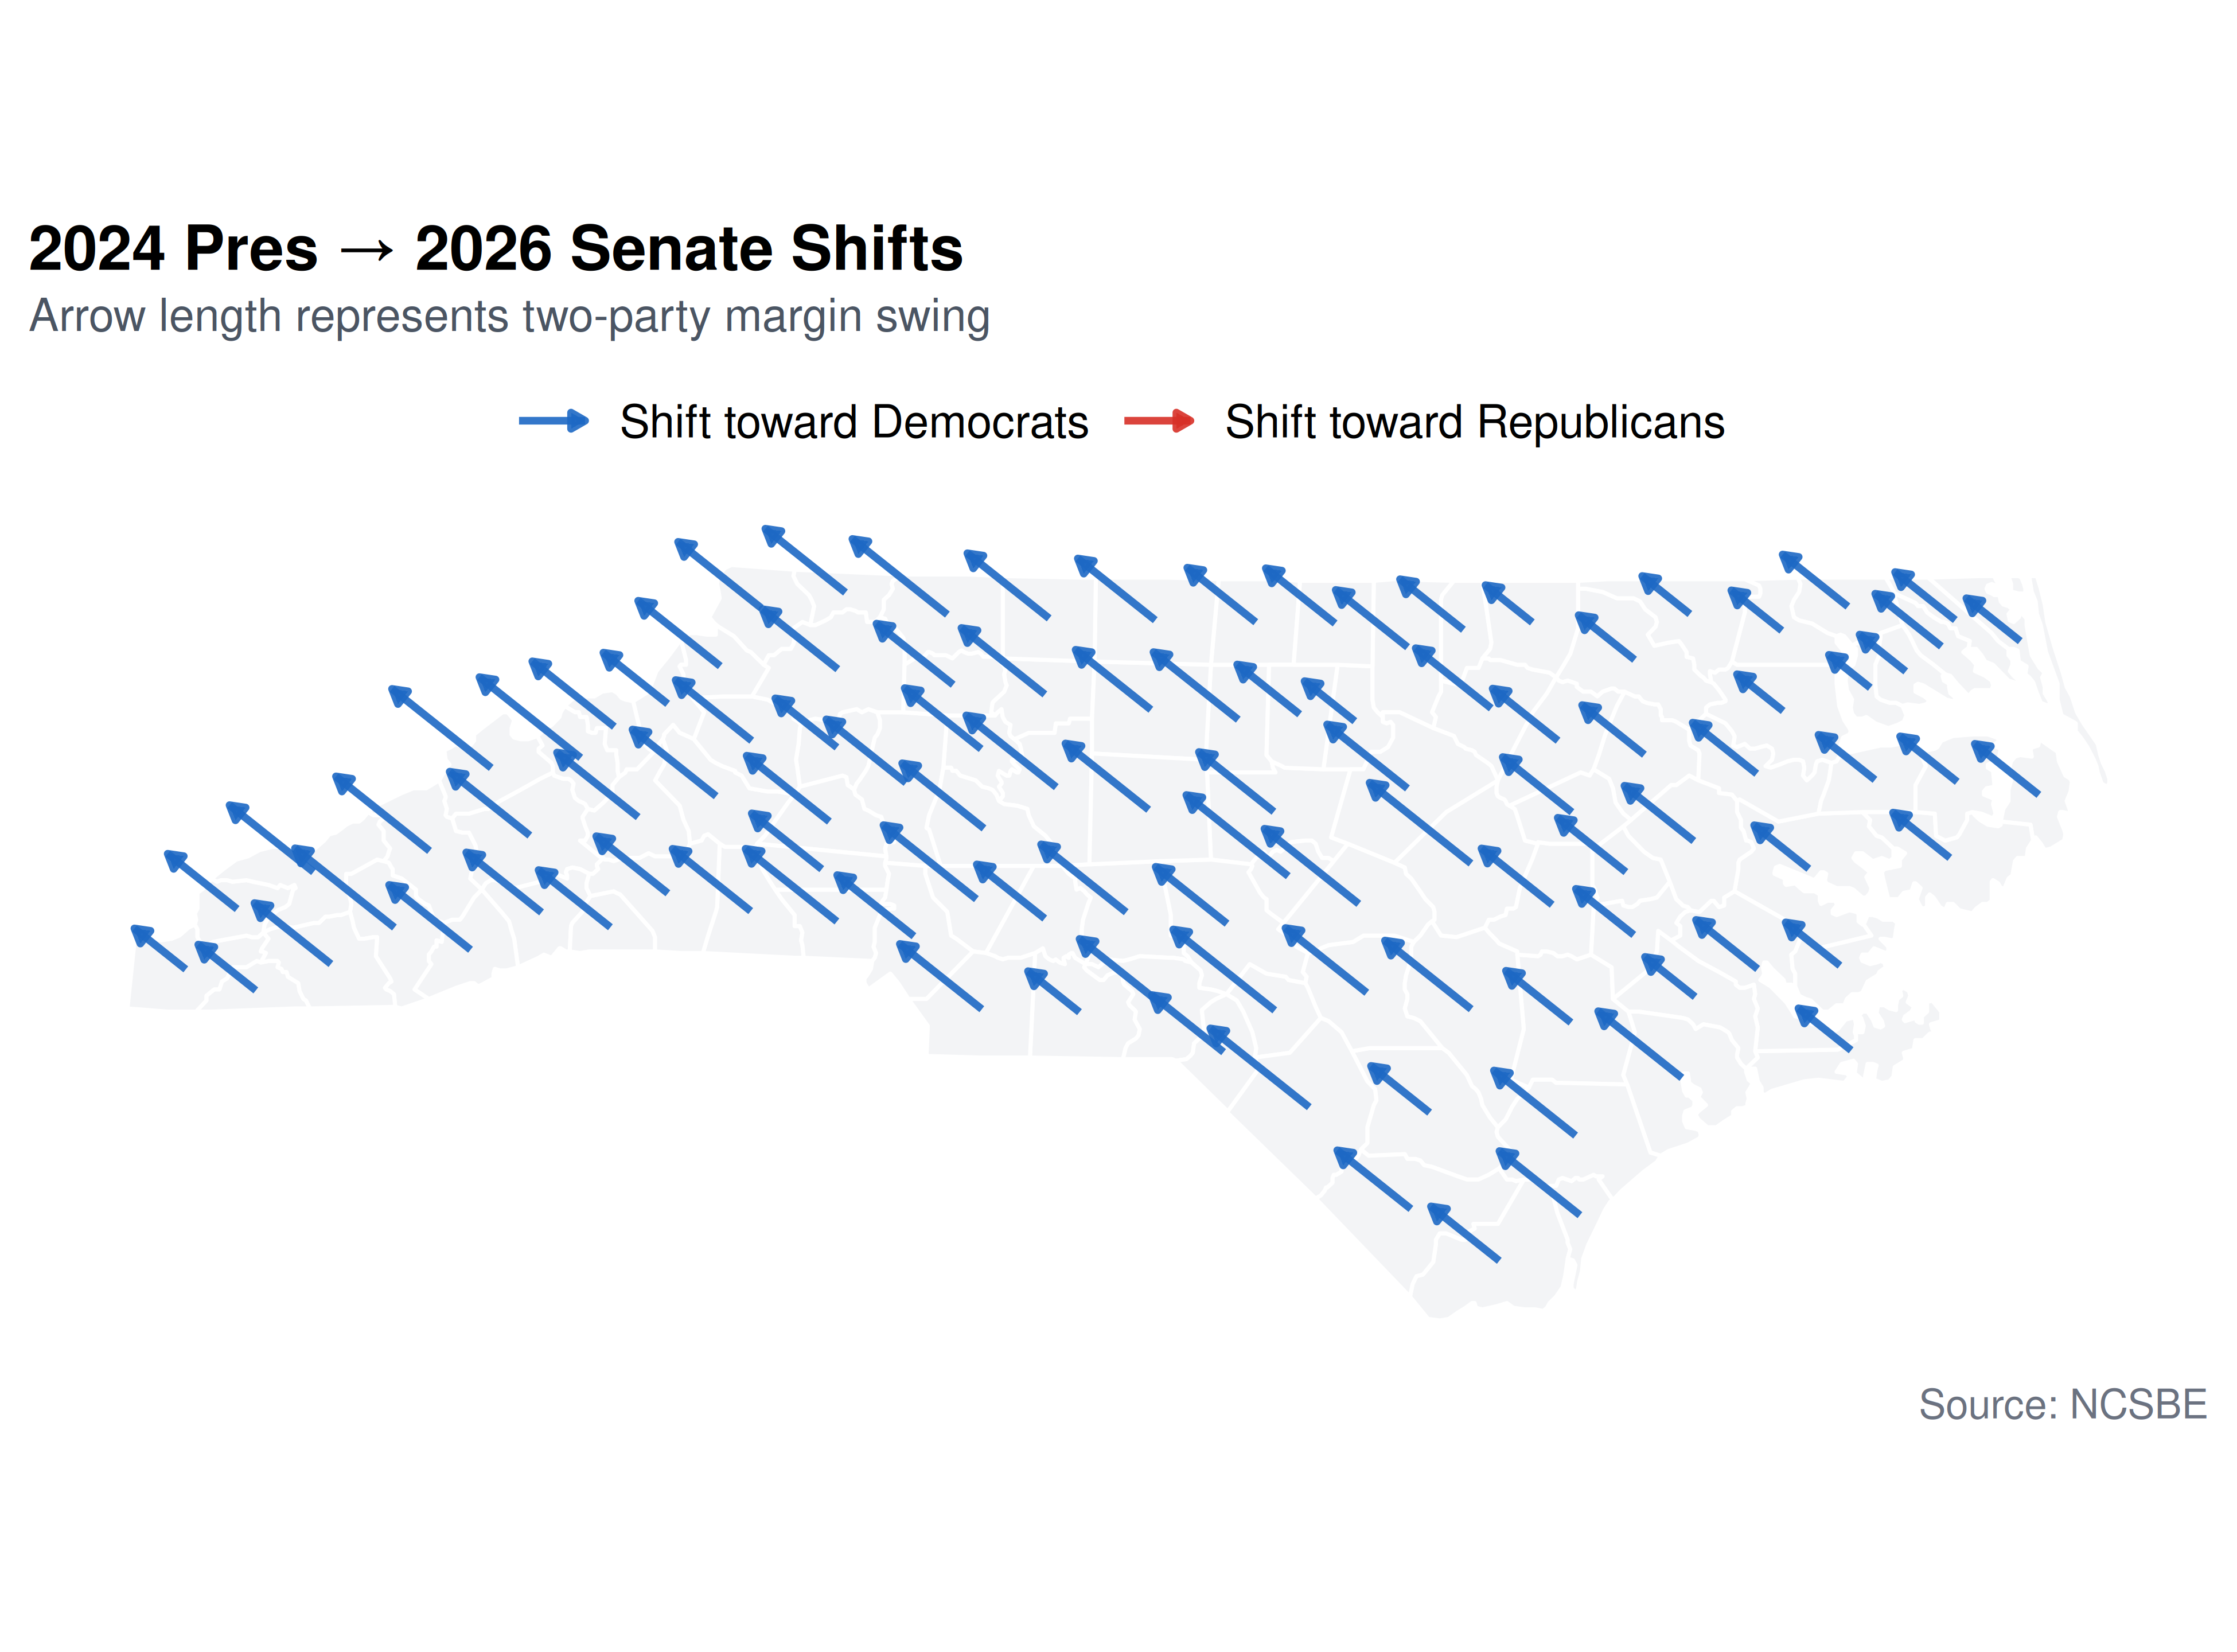 2024 Pres → 2026 Senate Shifts
Arrow length represents two-party margin swing
Shift toward Democrats Shift toward Republicans
Source: NCSBE